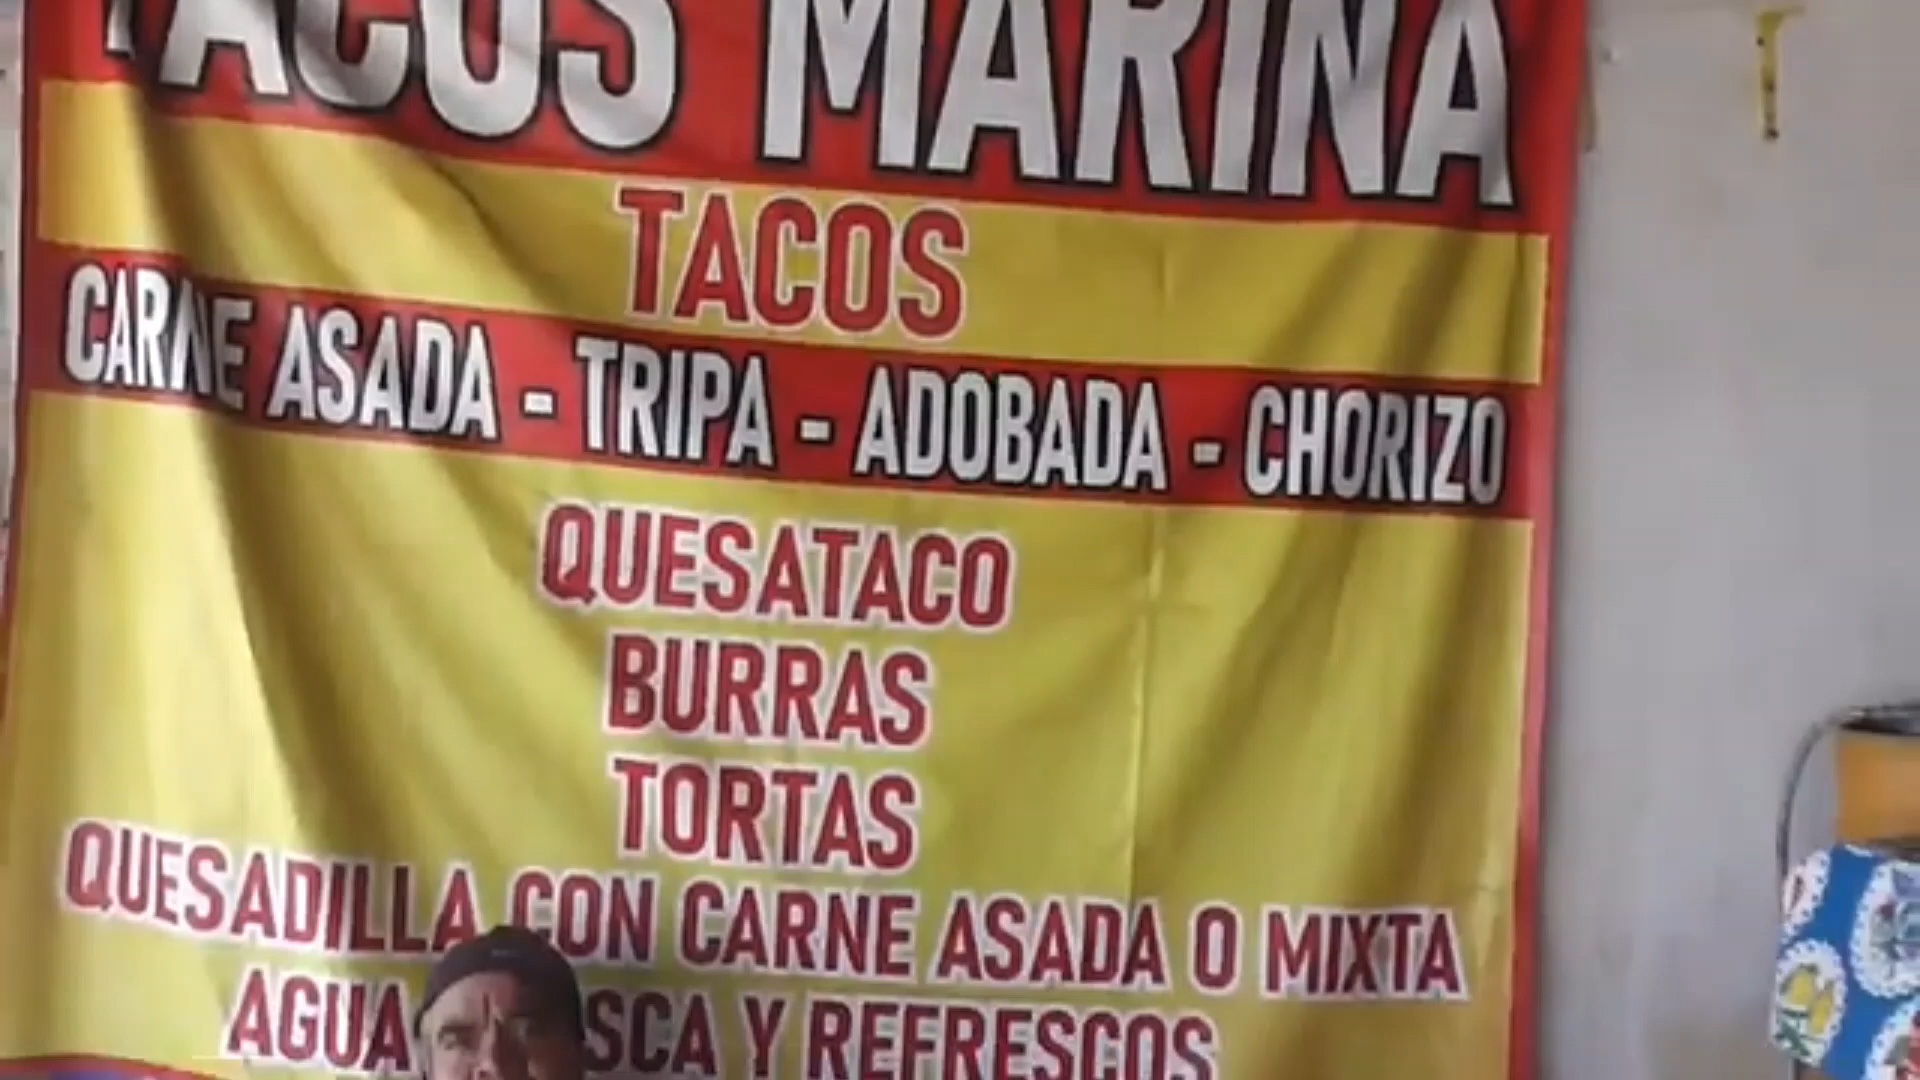 TACOS MARINA
TACOS
CARNE ASADA - TRIPA - ADOBADA - CHORIZO
QUESATACO
BURRAS
TORTAS
QUESADILLA CON CARNE ASADA O MIXTA
AGUA Y REFRESCOS